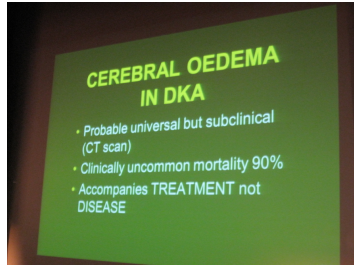 CEREBRAL OEDEMA
IN DKA
• Probable universal but subclinical
(CT scan)
• Clinically uncommon mortality 90%
• Accompanies TREATMENT not
DISEASE